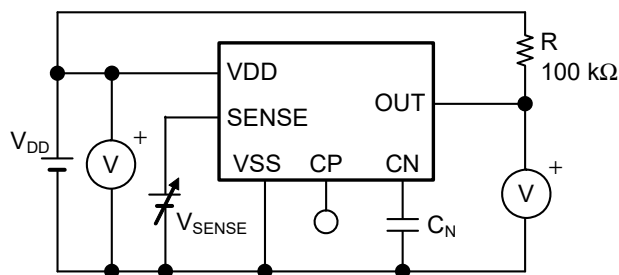 R
100 kΩ
VDD
OUT
SENSE
VSS CP CN
V_DD
+
V
V_SENSE
C_N
+
V